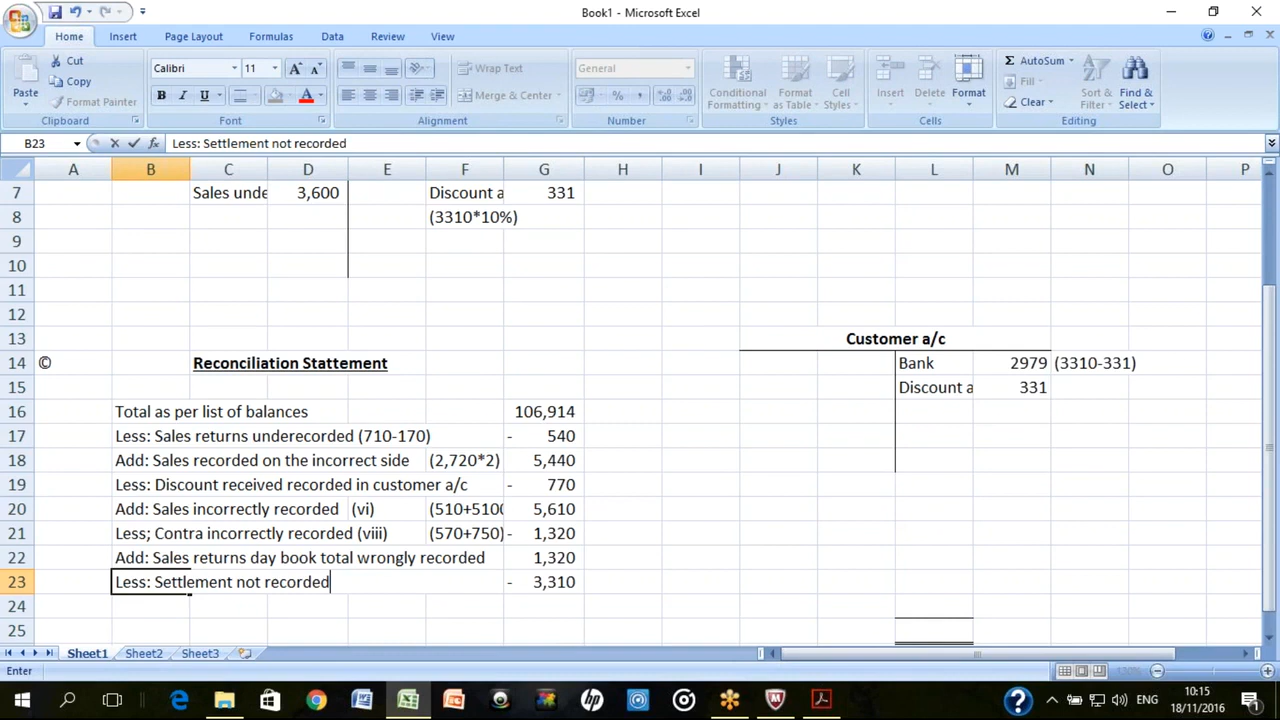 Book1 - Microsoft Excel
Home Insert Page Layout Formulas Data Review View
Paste Cut Copy Format Painter Clipboard
Calibri 11 B I U Font
Wrap Text Merge & Center Alignment
General % , Number
Conditional Formatting Format as Table Cell Styles Styles
Insert Delete Format Cells
Σ AutoSum Fill Clear Sort & Filter Find & Select Editing
B23 Less: Settlement not recorded
A B C D E F G H I J K L M N O P
7 Sales unde 3,600 Discount a 331
8 (3310*10%)
9
10
11
12
13 Customer a/c
14 © Reconciliation Stattement Bank 2979 (3310-331)
15 Discount a 331
16 Total as per list of balances 106,914
17 Less: Sales returns underecorded (710-170) - 540
18 Add: Sales recorded on the incorrect side (2,720*2) 5,440
19 Less: Discount received recorded in customer a/c - 770
20 Add: Sales incorrectly recorded (vi) (510+5100 5,610
21 Less; Contra incorrectly recorded (viii) (570+750) - 1,320
22 Add: Sales returns day book total wrongly recorded 1,320
23 Less: Settlement not recorded - 3,310
24
25
Sheet1 Sheet2 Sheet3
Enter 130%
ENG 10:15
18/11/2016